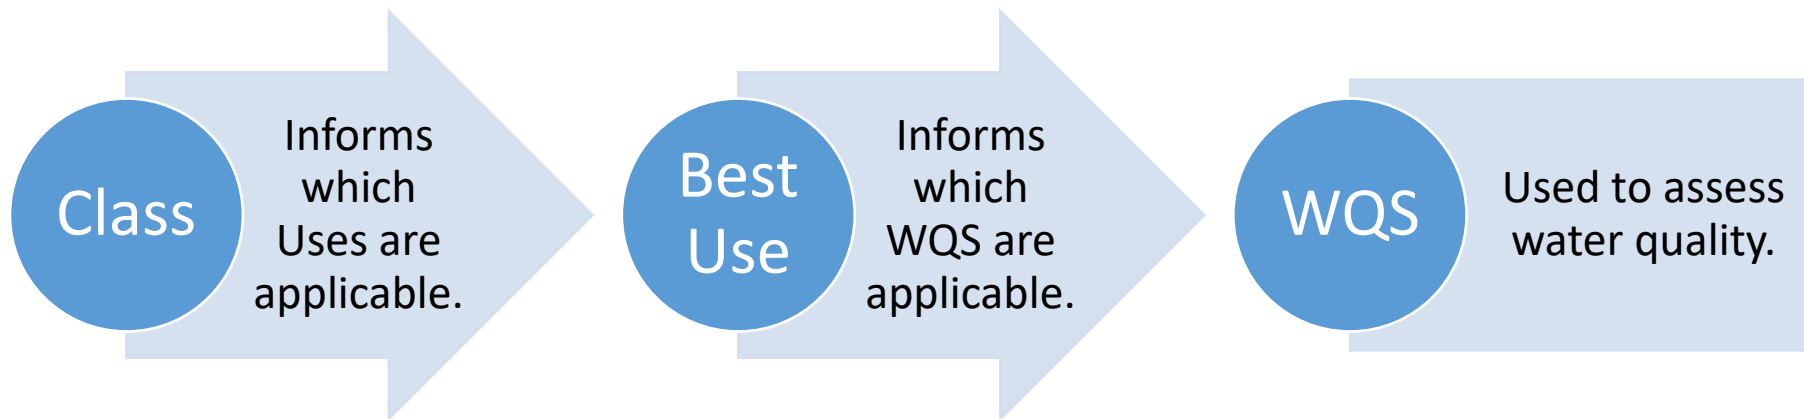 Class
Informs
which
Uses are
applicable.
Best
Use
Informs
which
WQS are
applicable.
WQS
Used to assess
water quality.